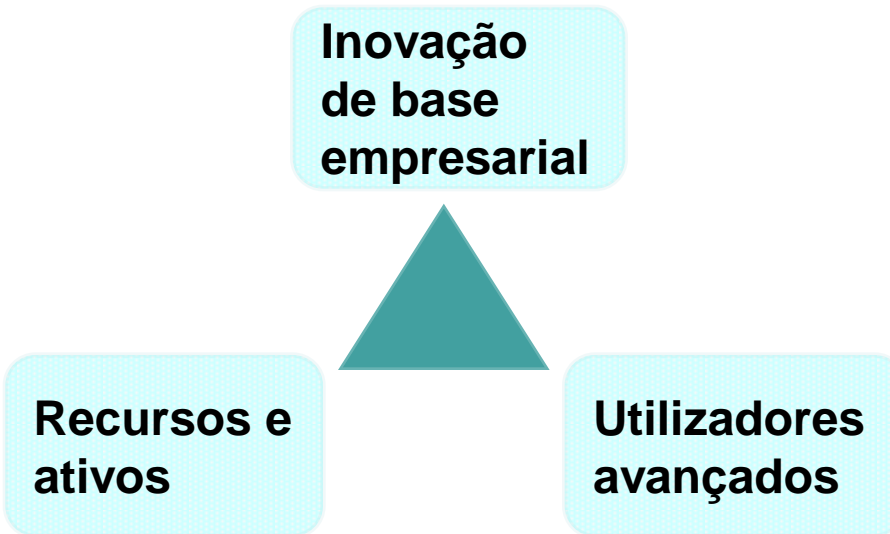 Inovação
de base
empresarial
Recursos e
ativos
Utilizadores
avançados